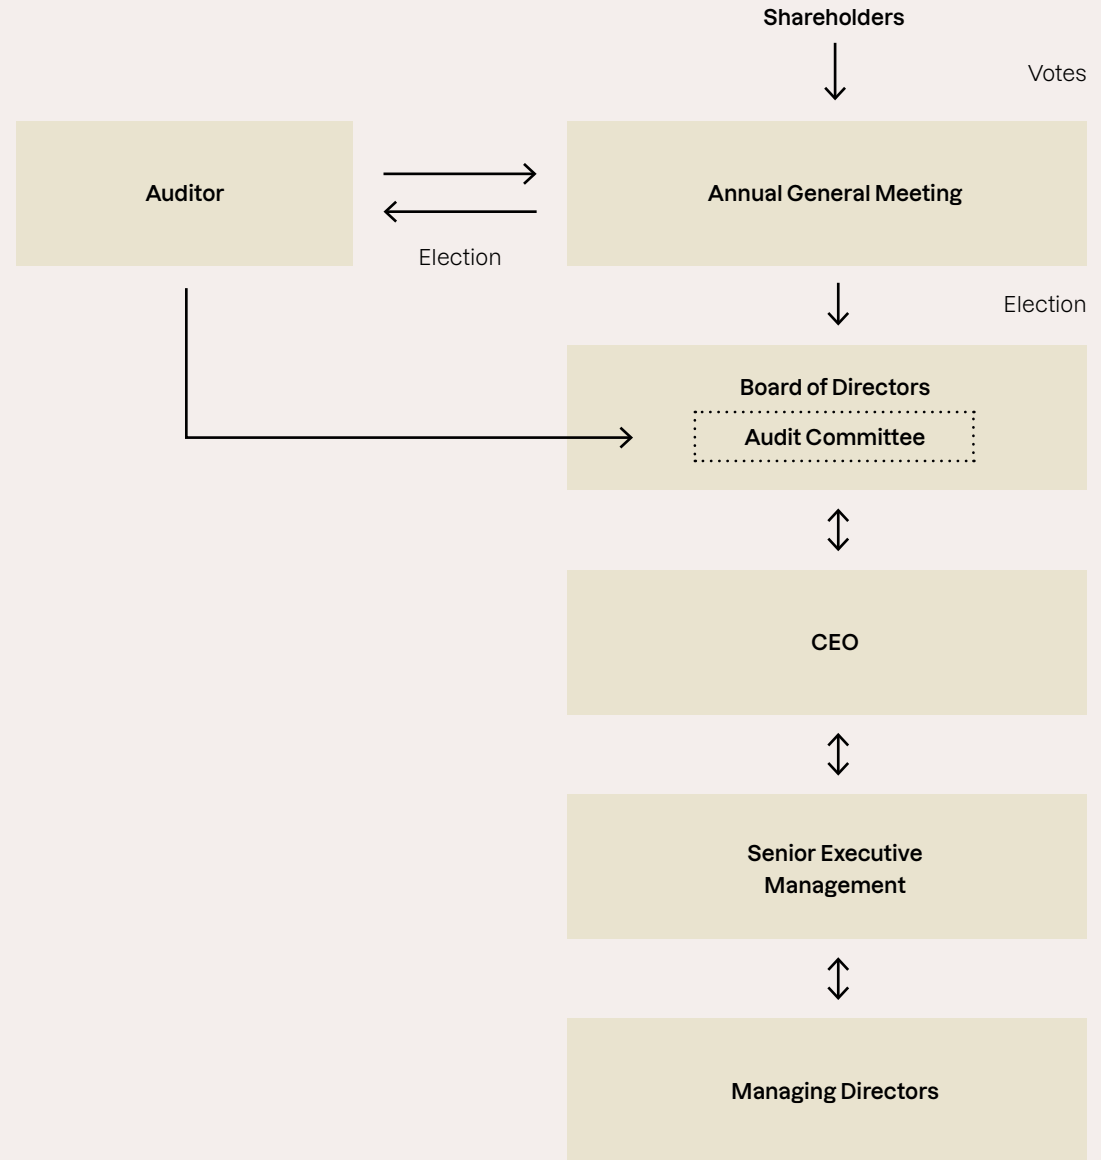 Shareholders
Votes
Auditor
Annual General Meeting
Election
Election
Board of Directors
Audit Committee
CEO
Senior Executive
Management
Managing Directors